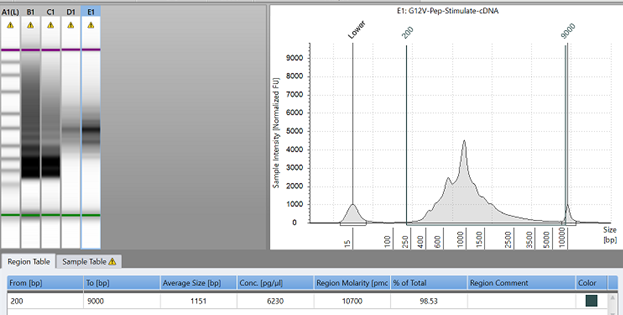 A1(L) B1 C1 D1 E1
E1: G12V-Pep-Stimulate-cDNA
Lower
200
9000
Sample Intensity [Normalized FU]
9000
8000
7000
6000
5000
4000
3000
2000
1000
0
15 100 250 400 600 1000 1500 2500 3500 5000 10000
Size
[bp]
Region Table Sample Table
From [bp] To [bp] Average Size [bp] Conc. [pg/µl] Region Molarity [pmc % of Total Region Comment Color
200 9000 1151 6230 10700 98.53